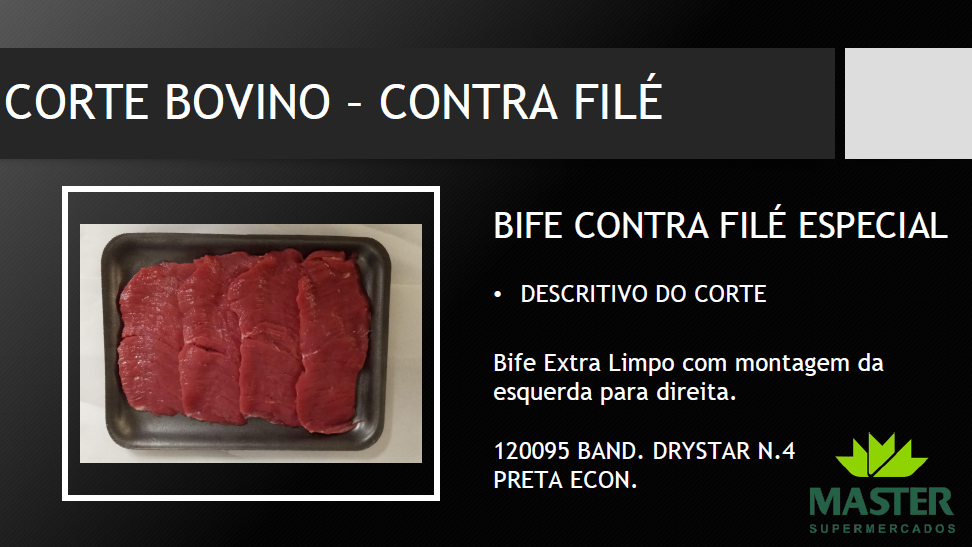 CORTE BOVINO – CONTRA FILÉ
BIFE CONTRA FILÉ ESPECIAL
• DESCRITIVO DO CORTE
Bife Extra Limpo com montagem da
esquerda para direita.
120095 BAND. DRYSTAR N.4
PRETA ECON.
MASTER
SUPERMERCADOS